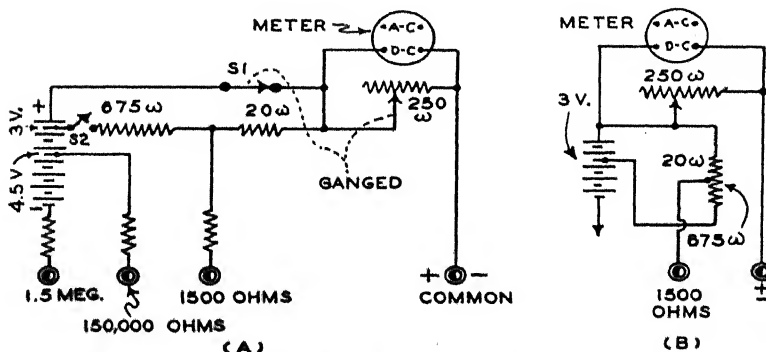 METER
A-C
D-C
+
S1
3V.
S2
675 ω
20 ω
250
ω
4.5 V
-
GANGED
1.5 MEG.
150,000 OHMS
1500 OHMS
+ -
COMMON
(A)
METER
A-C
D-C
250 ω
3 V.
20 ω
675 ω
1500
OHMS
+
(B)